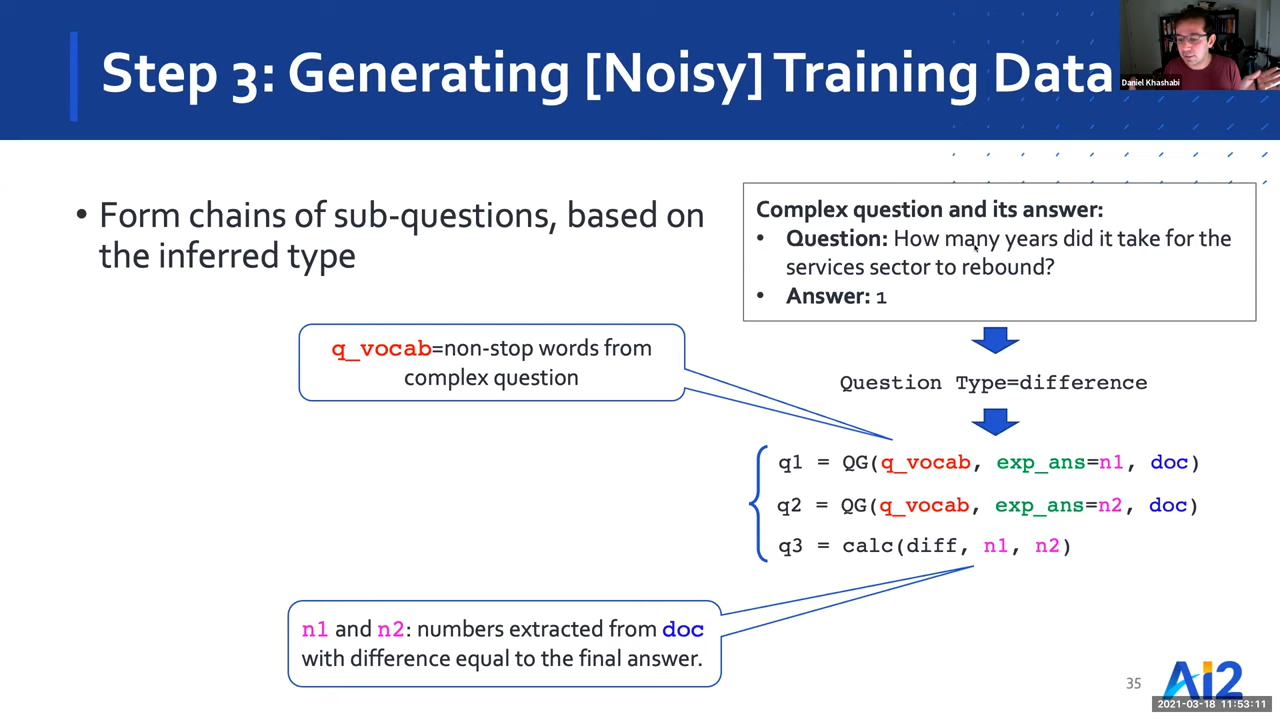 Step 3: Generating [Noisy] Training Data
Daniel Khashabi
• Form chains of sub-questions, based on
the inferred type
Complex question and its answer:
• Question: How many years did it take for the
services sector to rebound?
• Answer: 1
q_vocab=non-stop words from
complex question
Question Type=difference
q1 = QG(q_vocab, exp_ans=n1, doc)
q2 = QG(q_vocab, exp_ans=n2, doc)
q3 = calc(diff, n1, n2)
n1 and n2: numbers extracted from doc
with difference equal to the final answer.
35
AI2
2021-03-18 11:53:11